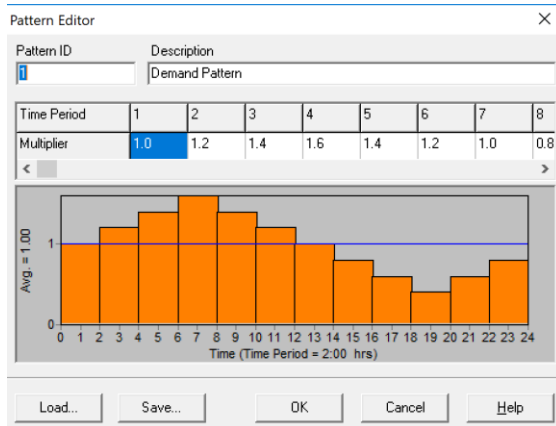 Pattern Editor
Pattern ID Description
1 Demand Pattern
Time Period 1 2 3 4 5 6 7 8
Multiplier 1.0 1.2 1.4 1.6 1.4 1.2 1.0 0.8
Avg. = 1.00
1
0
0 1 2 3 4 5 6 7 8 9 10 11 12 13 14 15 16 17 18 19 20 21 22 23 24
Time (Time Period = 2:00 hrs)
Load... Save... OK Cancel Help